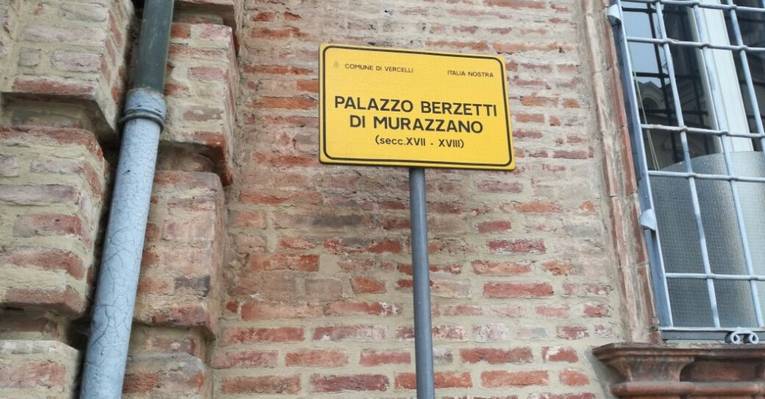 COMUNE DI VERCELLI ITALIA NOSTRA
PALAZZO BERZETTI
DI MURAZZANO
(secc.XVII - XVIII)